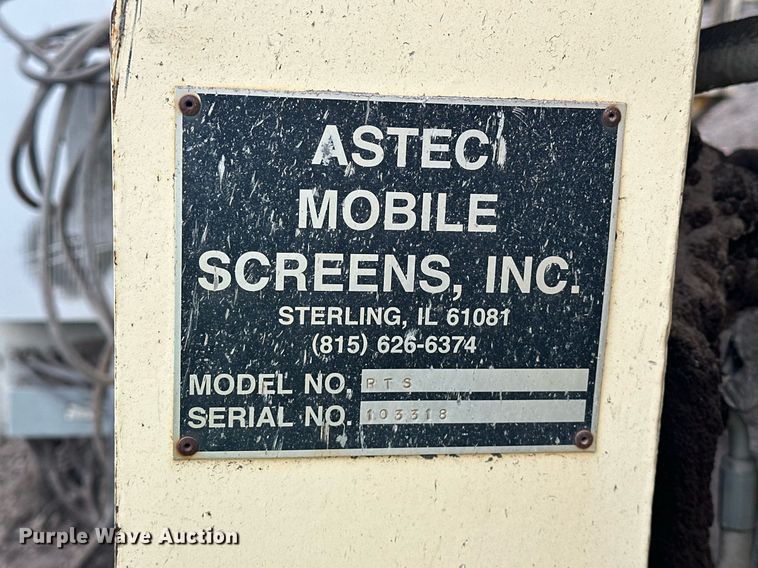 ASTEC
MOBILE
SCREENS, INC.
STERLING, IL 61081
(815) 626-6374
MODEL NO. RTS
SERIAL NO. 103318
Purple Wave Auction